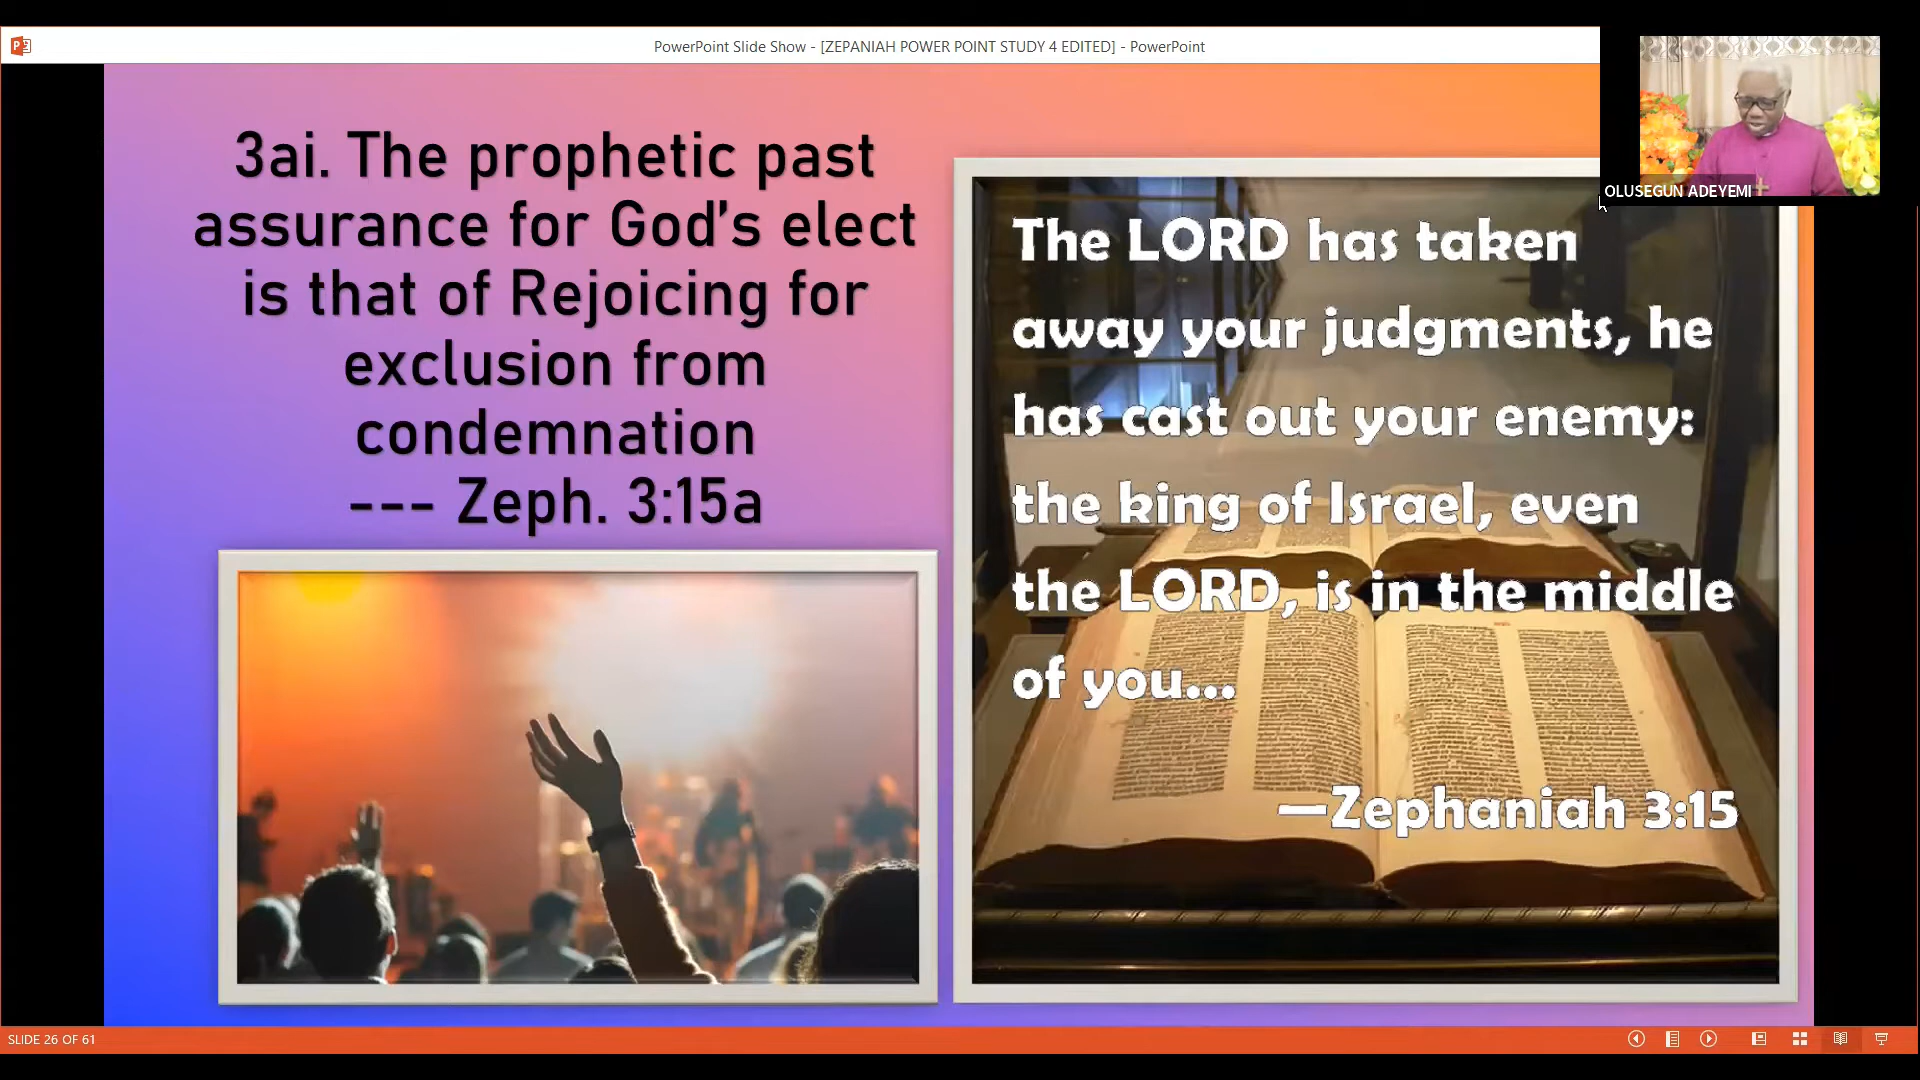 PowerPoint Slide Show - [ZEPANIAH POWER POINT STUDY 4 EDITED] - PowerPoint
OLUSEGUN ADEYEMI
3ai. The prophetic past
assurance for God's elect
is that of Rejoicing for
exclusion from
condemnation
--- Zeph. 3:15a
The LORD has taken
away your judgments, he
has cast out your enemy:
the king of Israel, even
the LORD, is in the middle
of you...
—Zephaniah 3:15
SLIDE 26 OF 61